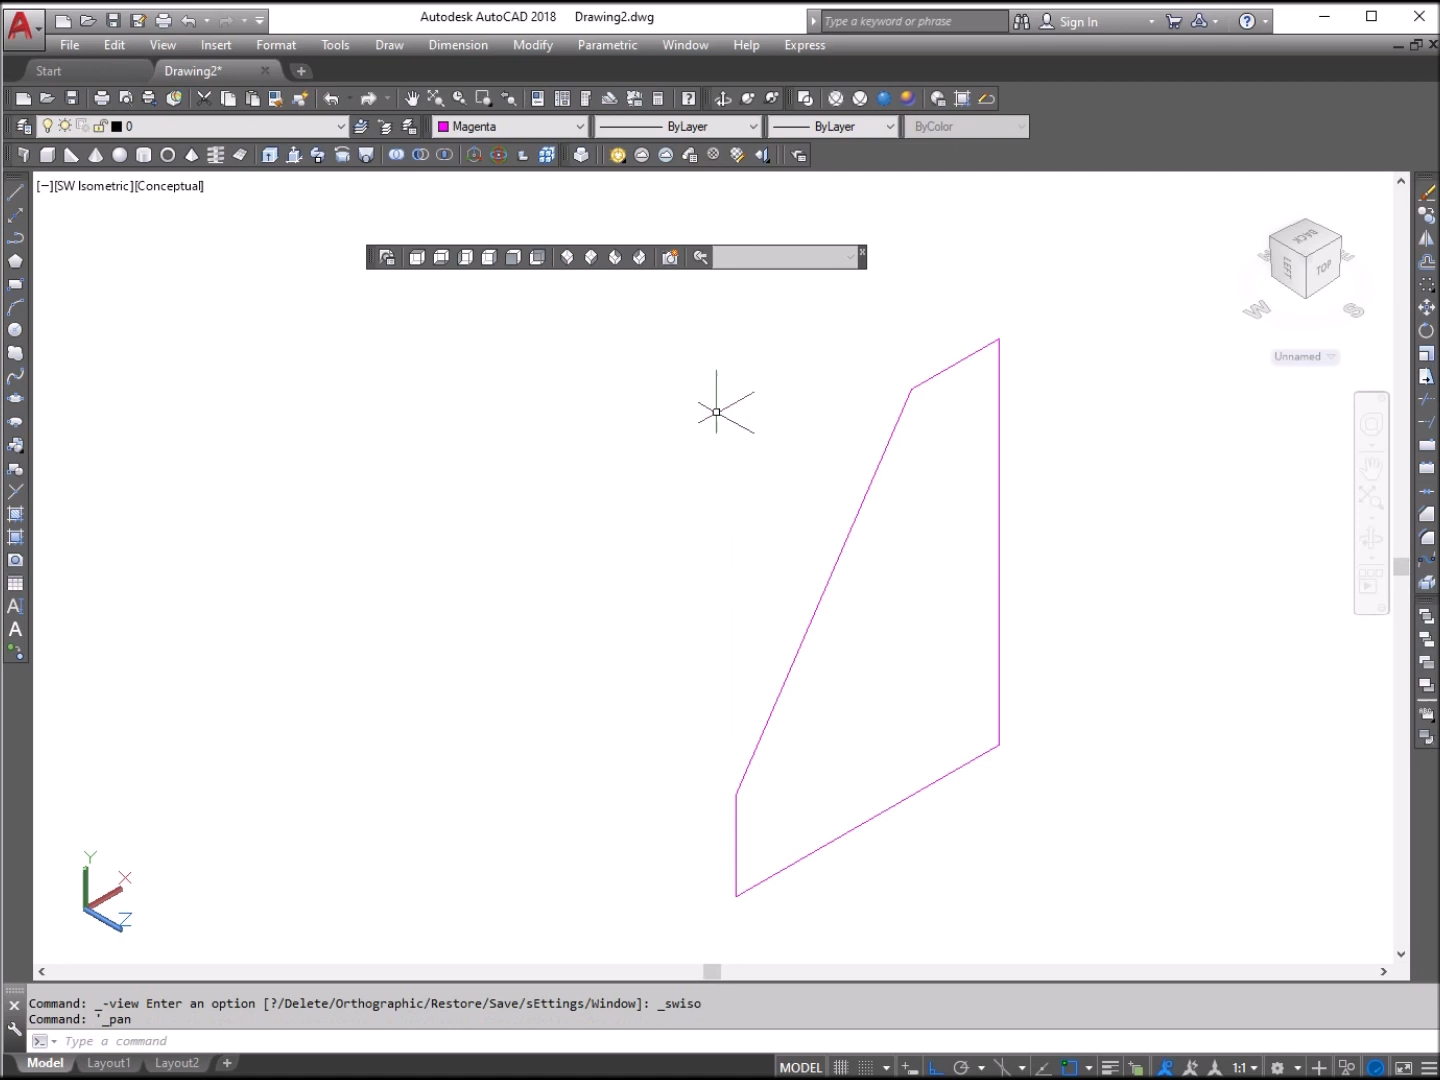 Autodesk AutoCAD 2018 Drawing2.dwg
Type a keyword or phrase
Sign In
File Edit View Insert Format Tools Draw Dimension Modify Parametric Window Help Express
Start Drawing2*
0 Magenta ByLayer ByLayer ByColor
[−][SW Isometric][Conceptual]
BACK
LEFT TOP
W S
Unnamed
Y
X
Z
Command: _-view Enter an option [?/Delete/Orthographic/Restore/Save/sEttings/Window]: _swiso
Command: '_pan
Type a command
Model Layout1 Layout2
MODEL 1:1